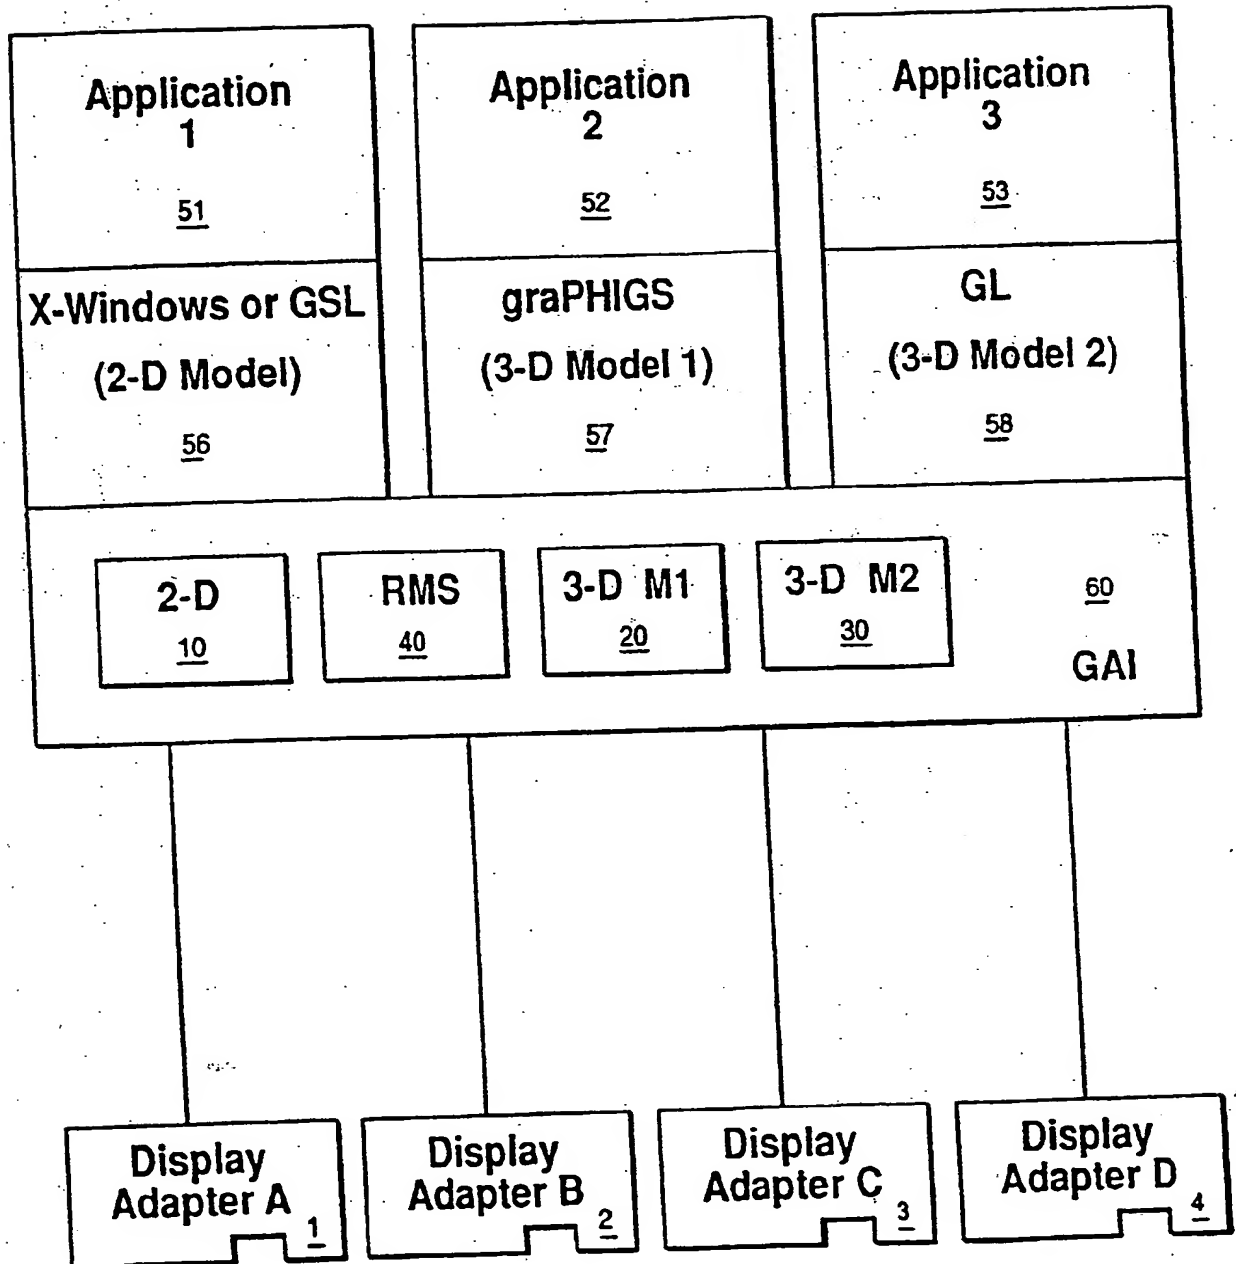 Application
1
51
X-Windows or GSL
(2-D Model)
56
Application
2
52
graPHIGS
(3-D Model 1)
57
Application
3
53
GL
(3-D Model 2)
58
2-D
10
RMS
40
3-D M1
20
3-D M2
30
60
GAI
Display
Adapter A
1
Display
Adapter B
2
Display
Adapter C
3
Display
Adapter D
4